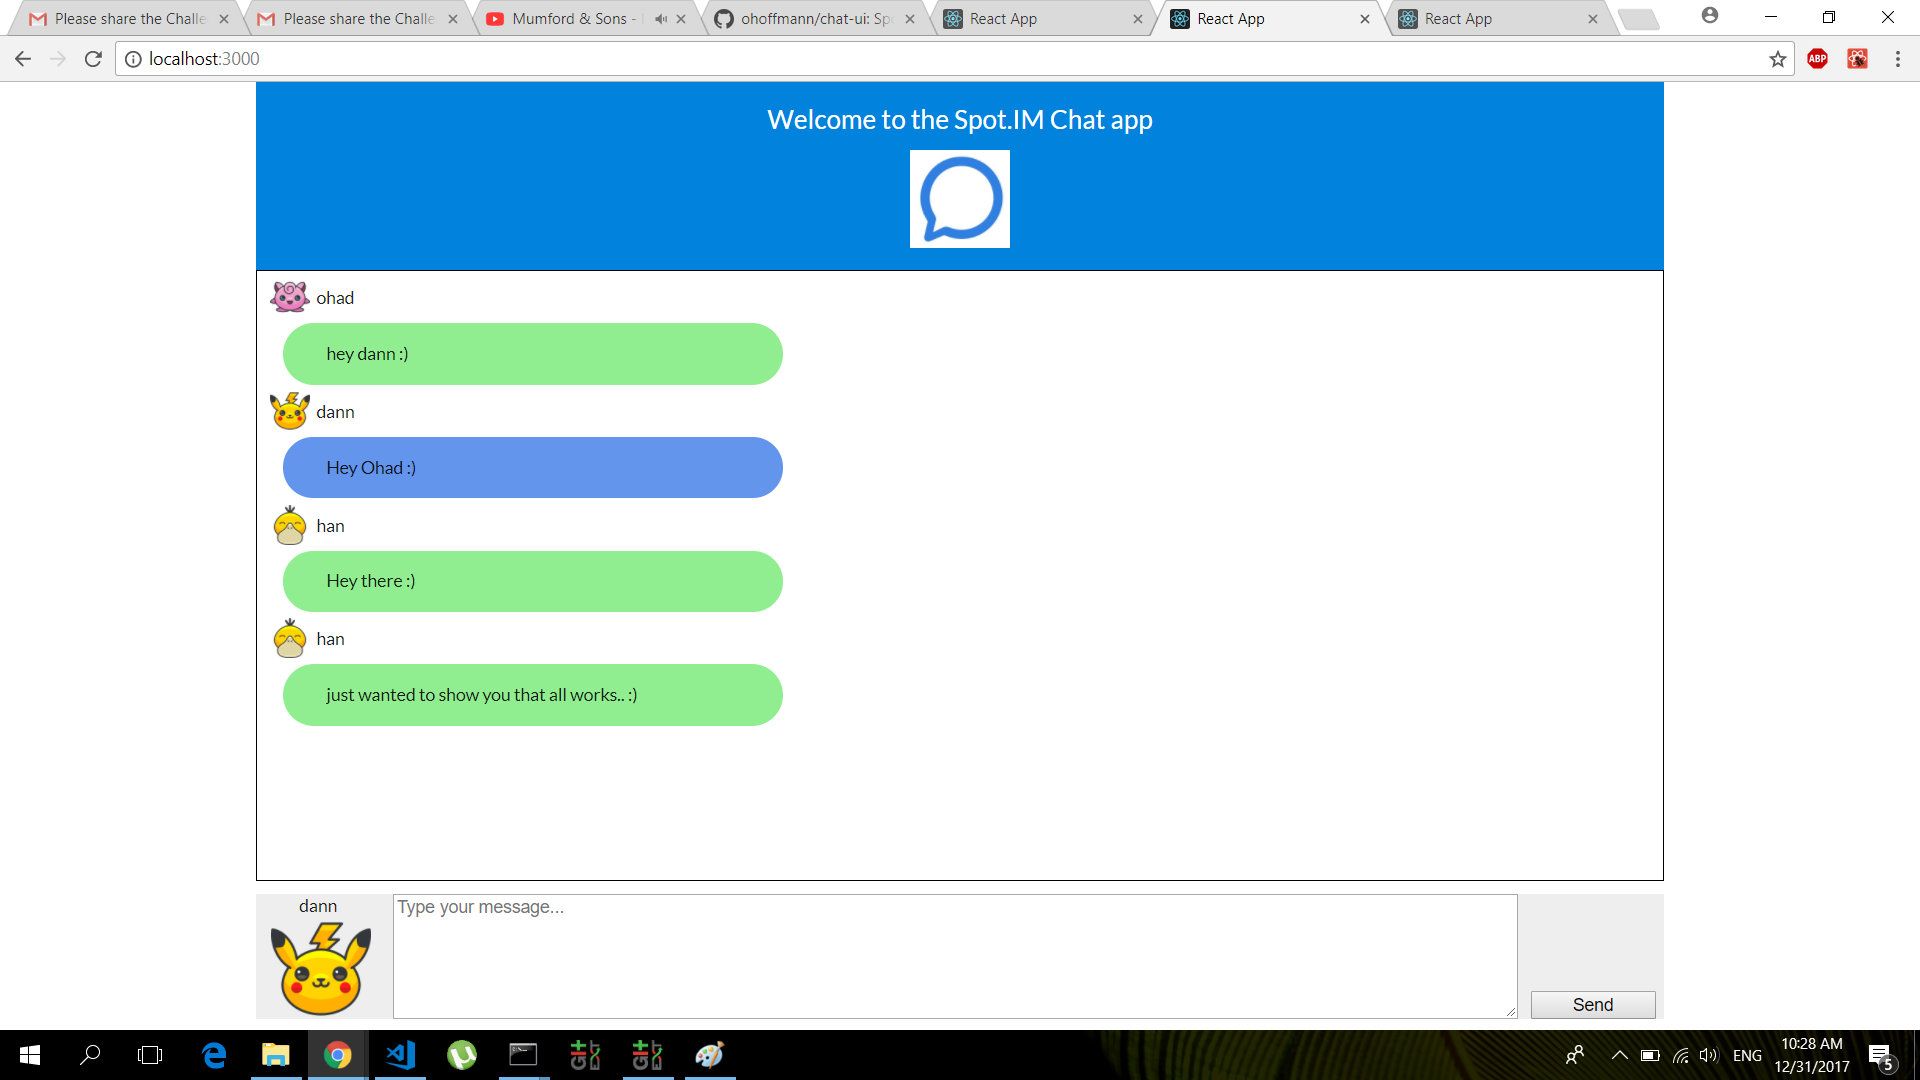 Please share the Challe
Please share the Challe
Mumford & Sons -
ohoffmann/chat-ui: Spo
React App
React App
React App
localhost:3000
ABP
Welcome to the Spot.IM Chat app
ohad
hey dann :)
dann
Hey Ohad :)
han
Hey there :)
han
just wanted to show you that all works.. :)
dann
Type your message...
Send
ENG
10:28 AM
12/31/2017
5